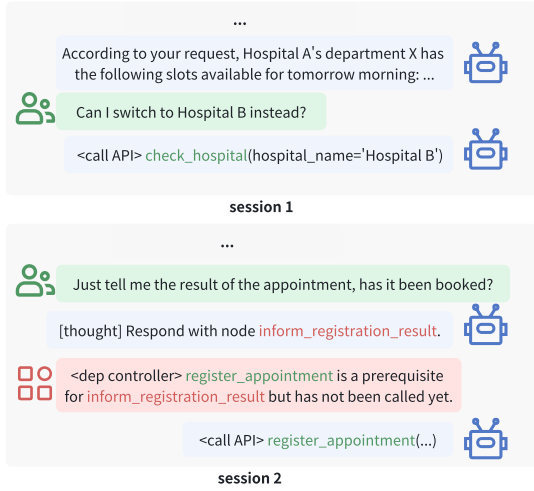 ...
According to your request, Hospital A's department X has
the following slots available for tomorrow morning: ...
Can I switch to Hospital B instead?
<call API> check_hospital(hospital_name='Hospital B')
session 1
...
Just tell me the result of the appointment, has it been booked?
[thought] Respond with node inform_registration_result.
<dep controller> register_appointment is a prerequisite
for inform_registration_result but has not been called yet.
<call API> register_appointment(...)
session 2